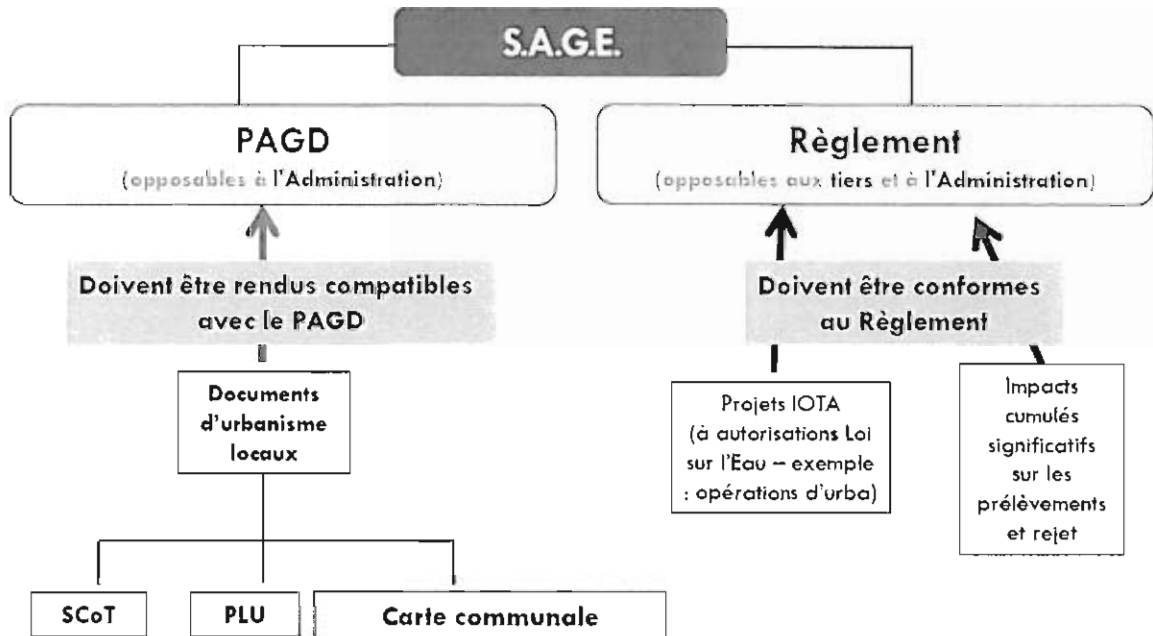 S.A.G.E.
PAGD
(opposables à l'Administration)
Règlement
(opposables aux tiers et à l'Administration)
Doivent être rendus compatibles
avec le PAGD
Doivent être conformes
au Règlement
Documents
d'urbanisme
locaux
Projets IOTA
(à autorisations Loi
sur l'Eau – exemple
: opérations d'urba)
Impacts
cumulés
significatifs
sur les
prélèvements
et rejet
SCoT
PLU
Carte communale